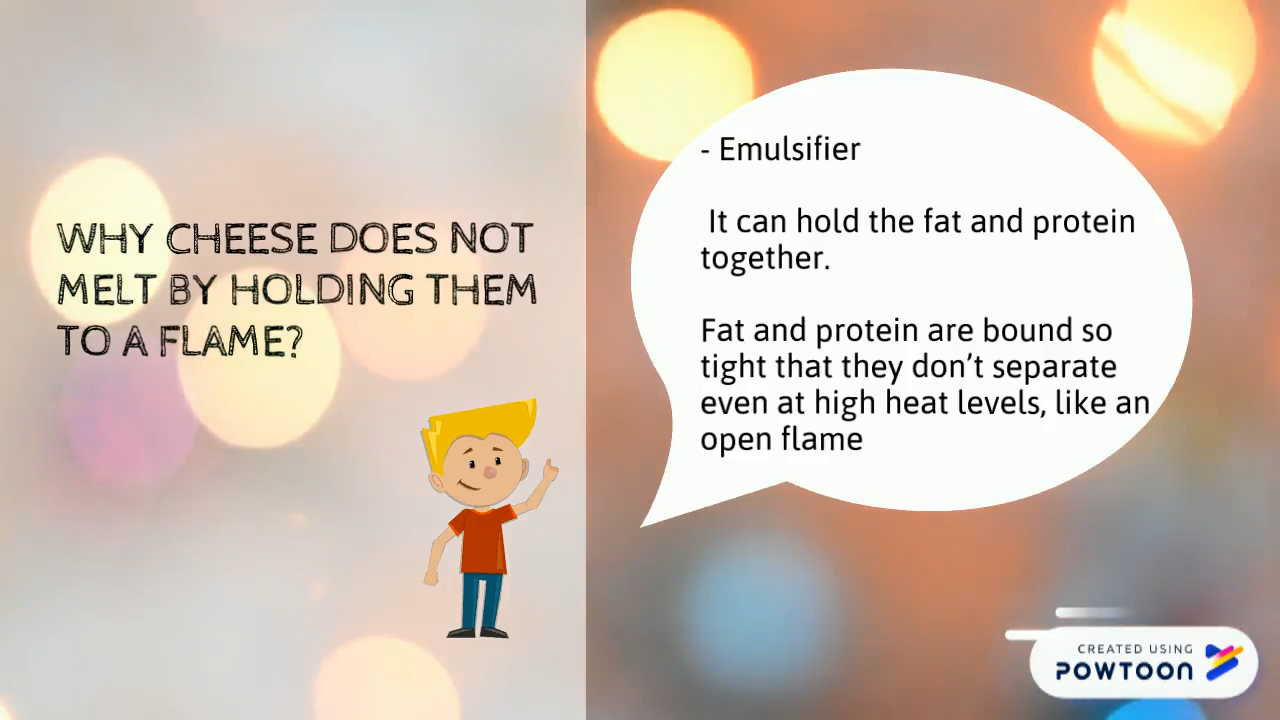 WHY CHEESE DOES NOT
MELT BY HOLDING THEM
TO A FLAME?
- Emulsifier
It can hold the fat and protein
together.
Fat and protein are bound so
tight that they don't separate
even at high heat levels, like an
open flame
CREATED USING
POWTOON